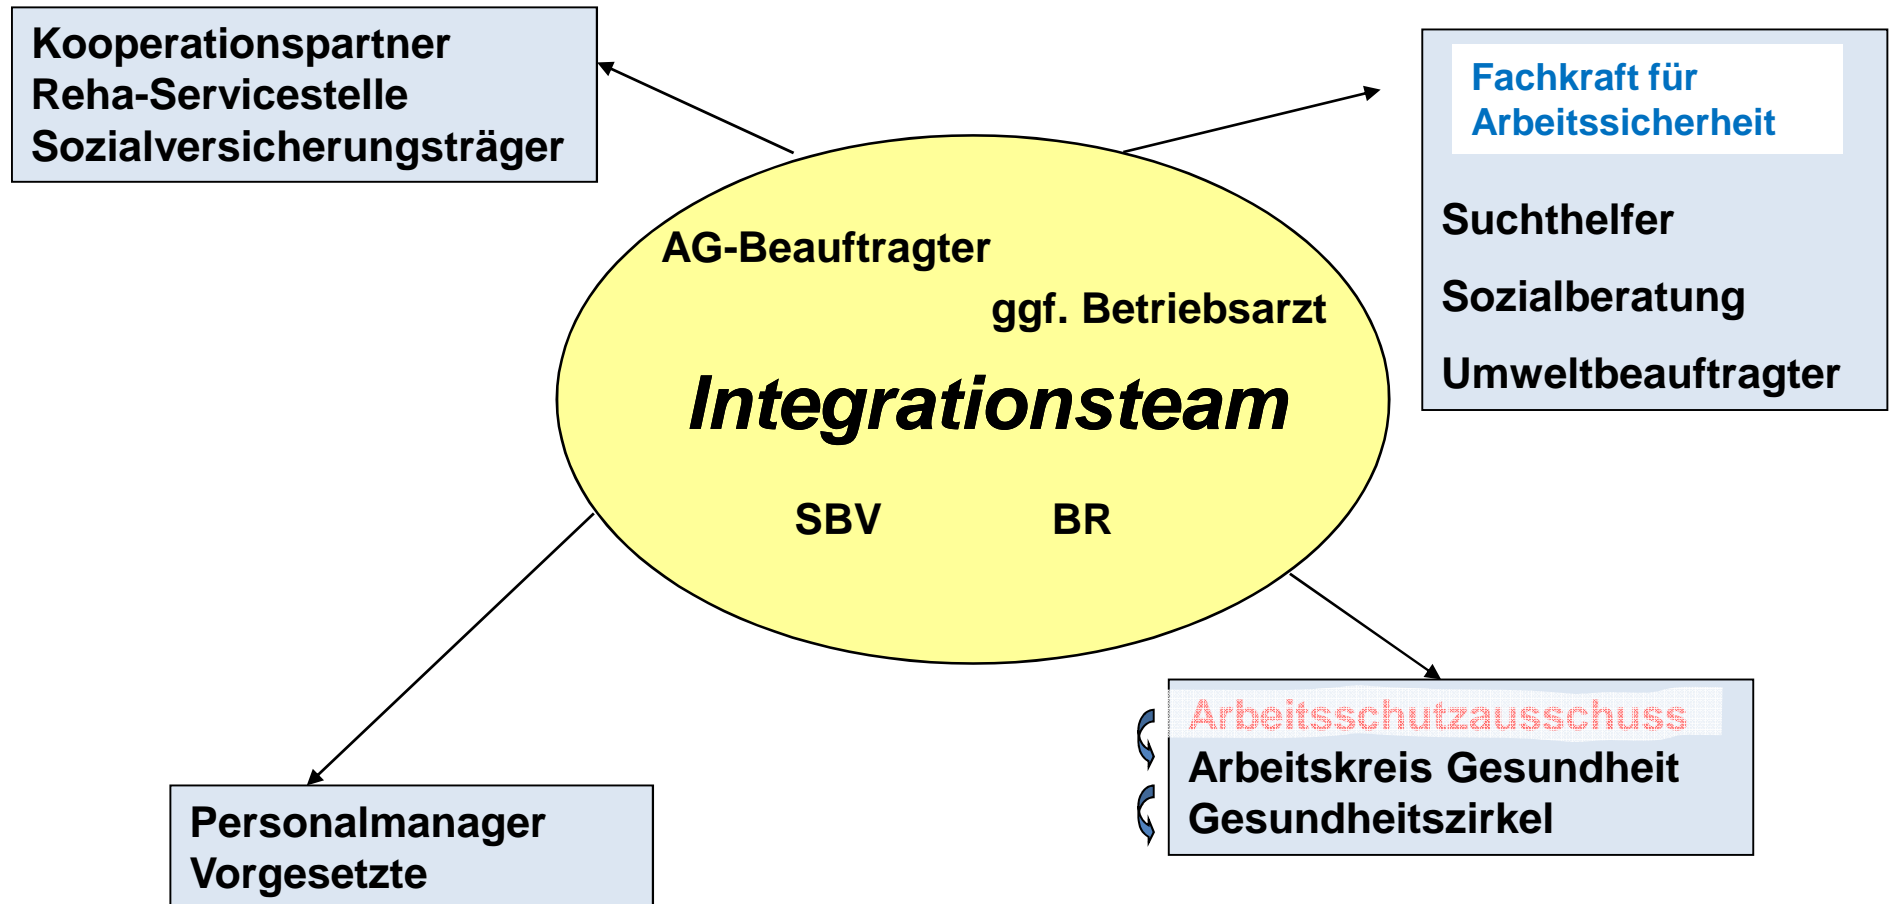 Kooperationspartner
Reha-Servicestelle
Sozialversicherungsträger
Fachkraft für
Arbeitssicherheit
Suchthelfer
Sozialberatung
Umweltbeauftragter
AG-Beauftragter
ggf. Betriebsarzt
Integrationsteam
SBV
BR
Arbeitsschutzausschuss
Arbeitskreis Gesundheit
Gesundheitszirkel
Personalmanager
Vorgesetzte